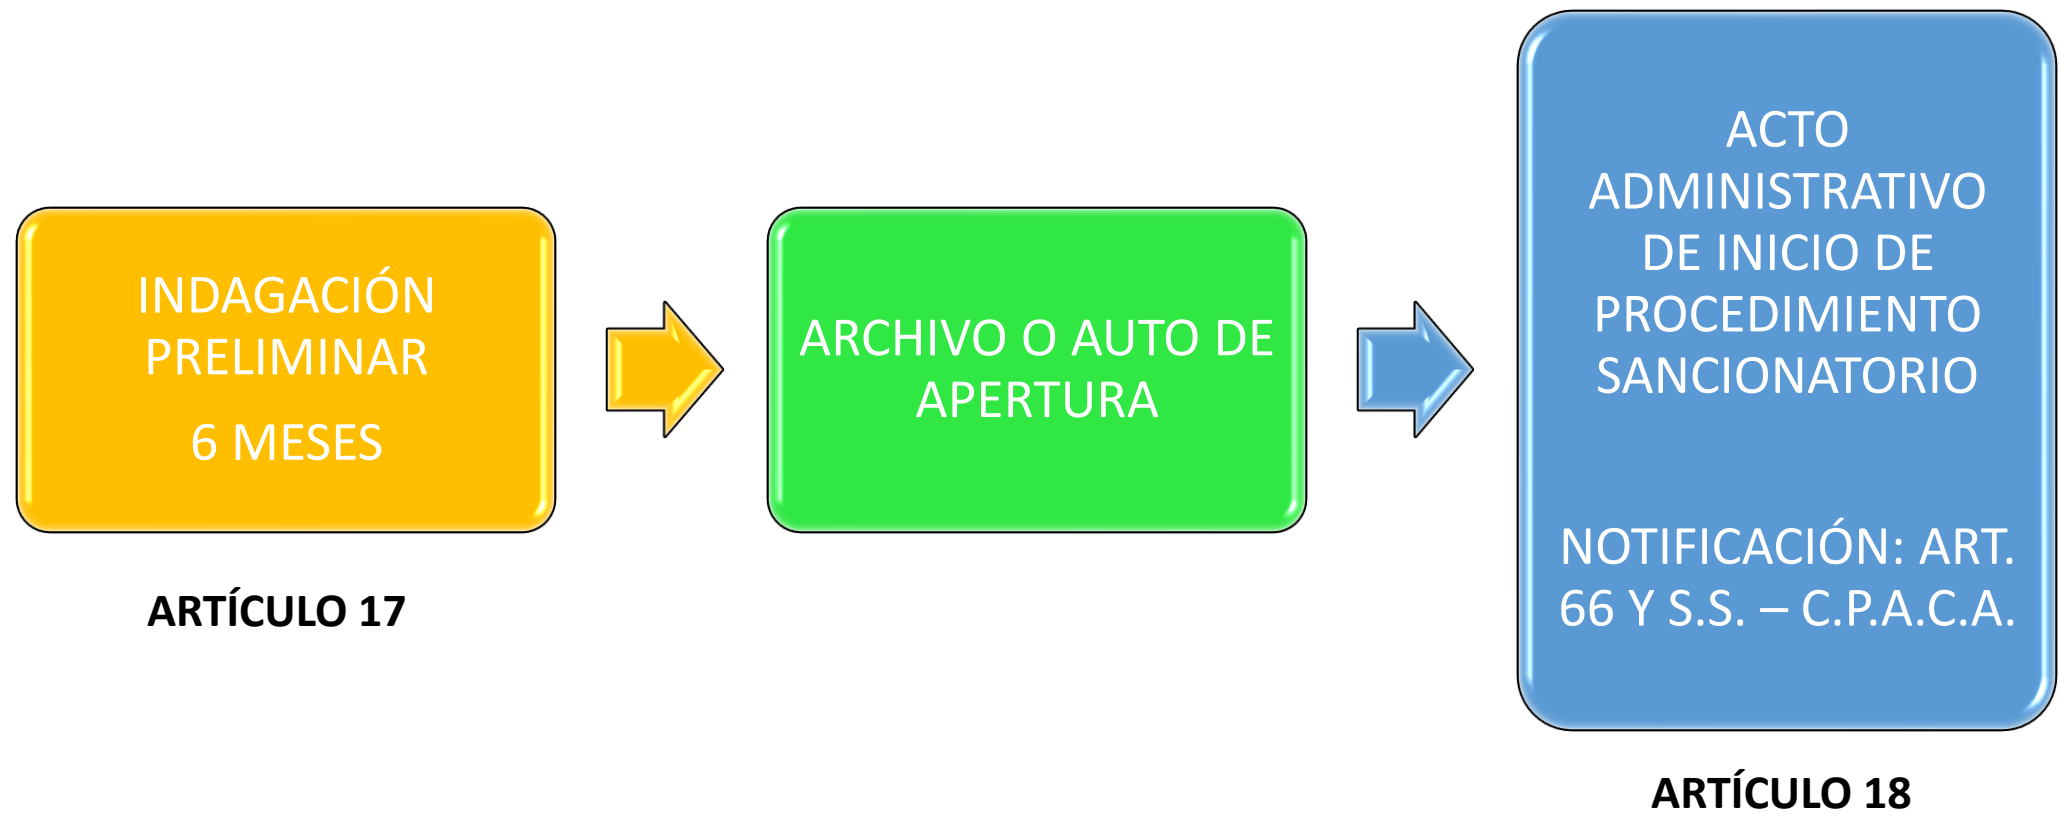 INDAGACIÓN
PRELIMINAR
6 MESES
ARTÍCULO 17
ARCHIVO O AUTO DE
APERTURA
ACTO
ADMINISTRATIVO
DE INICIO DE
PROCEDIMIENTO
SANCIONATORIO
NOTIFICACIÓN: ART.
66 Y S.S. – C.P.A.C.A.
ARTÍCULO 18